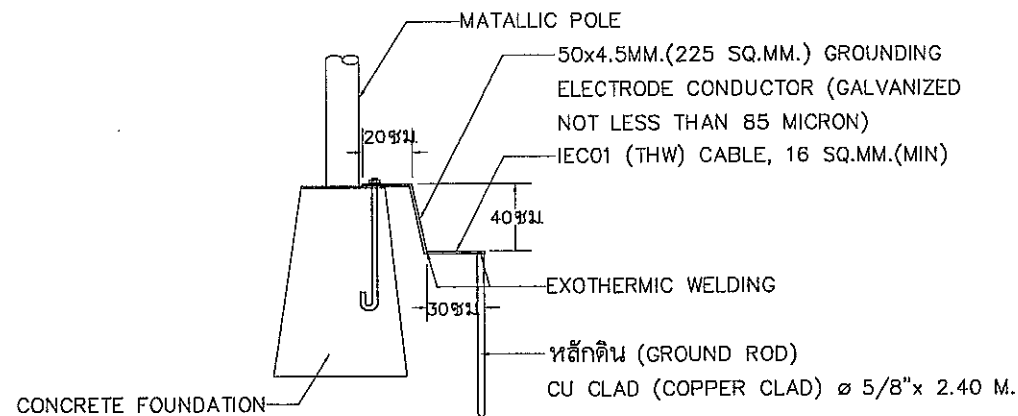 MATALLIC POLE
50x4.5MM.(225 SQ.MM.) GROUNDING
ELECTRODE CONDUCTOR (GALVANIZED
NOT LESS THAN 85 MICRON)
20ซม.
IEC01 (THW) CABLE, 16 SQ.MM.(MIN)
40ซม.
EXOTHERMIC WELDING
30ซม.
หลักดิน (GROUND ROD)
CU CLAD (COPPER CLAD) ø 5/8"x 2.40 M.
CONCRETE FOUNDATION